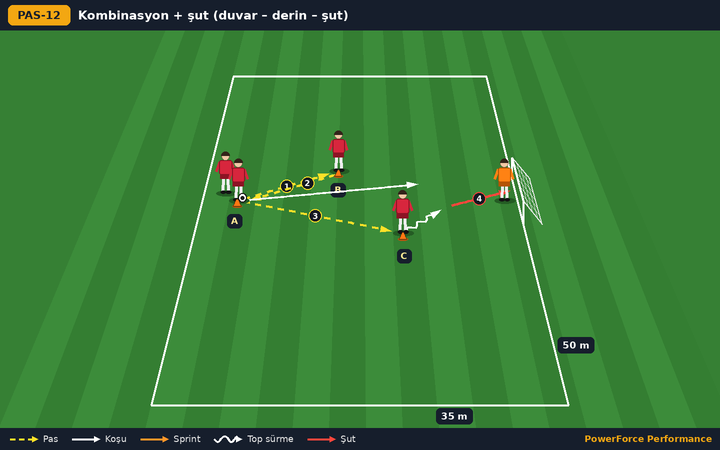 PAS-12 Kombinasyon + şut (duvar – derin – şut)
1 2
B
3
4
A
C
50 m
35 m
Pas Koşu Sprint Top sürme Şut PowerForce Performance